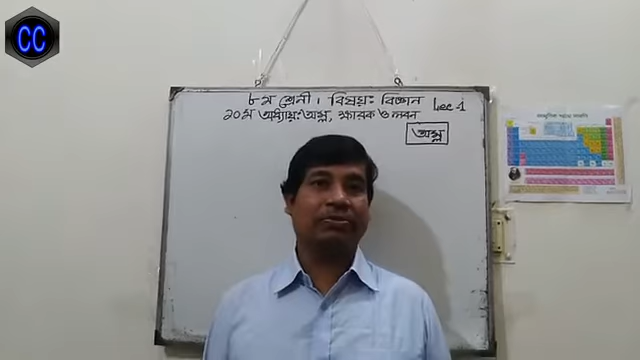 CC
৮ম শ্রেনী। বিষয়ঃ বিজ্ঞান
Lec 1
১০ম অধ্যায়ঃ অম্ল, ক্ষারক ও লবন
অম্ল